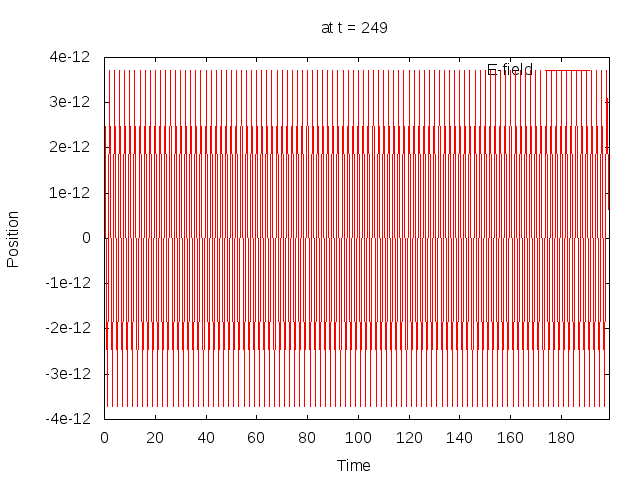 at t = 249
E-field
4e-12
3e-12
2e-12
1e-12
0
-1e-12
-2e-12
-3e-12
-4e-12
Position
0 20 40 60 80 100 120 140 160 180
Time